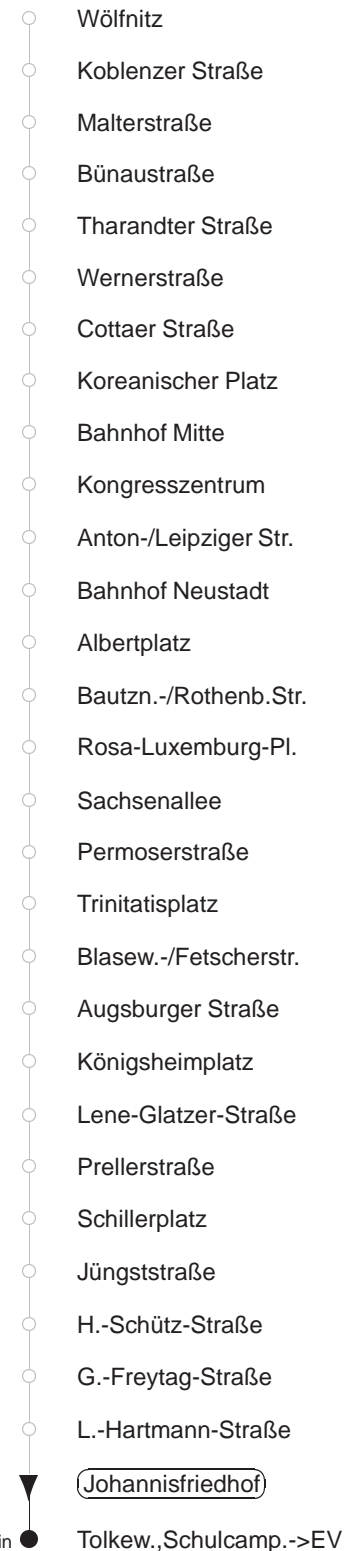 Wölfnitz
Koblenzer Straße
Malterstraße
Bünaustraße
Tharandter Straße
Wernerstraße
Cottaer Straße
Koreanischer Platz
Bahnhof Mitte
Kongresszentrum
Anton-/Leipziger Str.
Bahnhof Neustadt
Albertplatz
Bautzn.-/Rothenb.Str.
Rosa-Luxemburg-Pl.
Sachsenallee
Permoserstraße
Trinitatisplatz
Blasew.-/Fetscherstr.
Augsburger Straße
Königsheimplatz
Lene-Glatzer-Straße
Prellerstraße
Schillerplatz
Jüngststraße
H.-Schütz-Straße
G.-Freytag-Straße
L.-Hartmann-Straße
Johannisfriedhof
Tolkew.,Schulcamp.->EV